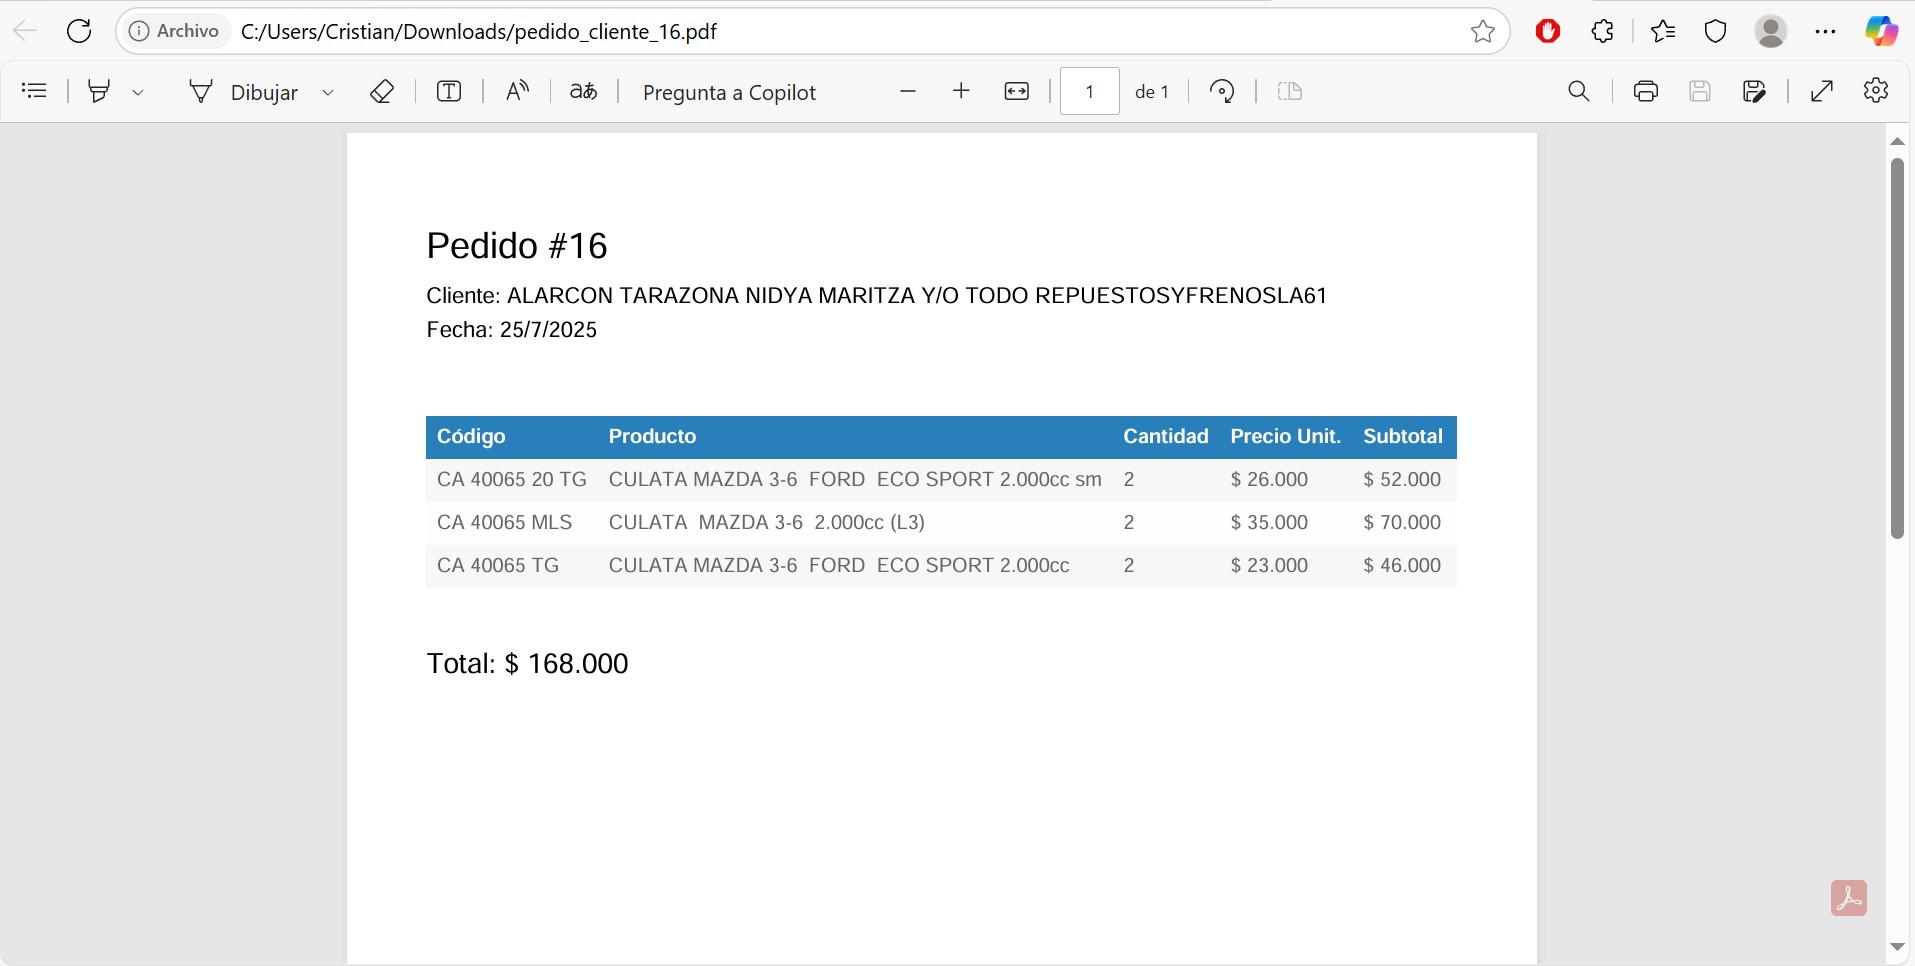 Archivo C:/Users/Cristian/Downloads/pedido_cliente_16.pdf
Dibujar T A aあ Pregunta a Copilot 1 de 1
Pedido #16
Cliente: ALARCON TARAZONA NIDYA MARITZA Y/O TODO REPUESTOSYFRENOSLA61
Fecha: 25/7/2025
Código Producto Cantidad Precio Unit. Subtotal
CA 40065 20 TG CULATA MAZDA 3-6  FORD  ECO SPORT 2.000cc sm 2 $ 26.000 $ 52.000
CA 40065 MLS CULATA  MAZDA 3-6  2.000cc (L3) 2 $ 35.000 $ 70.000
CA 40065 TG CULATA MAZDA 3-6  FORD  ECO SPORT 2.000cc 2 $ 23.000 $ 46.000
Total: $ 168.000